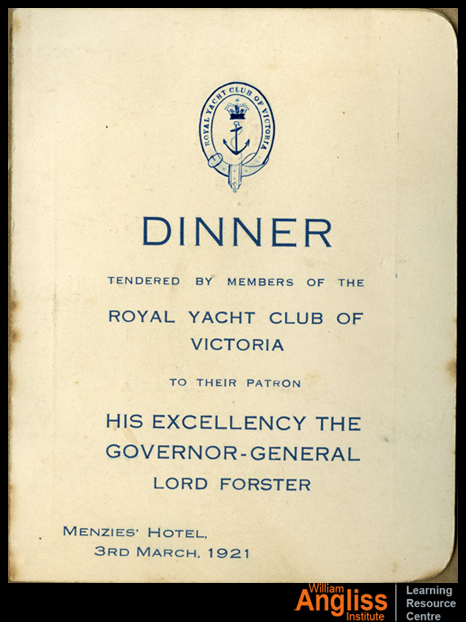 ROYAL YACHT CLUB OF VICTORIA
DINNER
TENDERED BY MEMBERS OF THE
ROYAL YACHT CLUB OF
VICTORIA
TO THEIR PATRON
HIS EXCELLENCY THE
GOVERNOR-GENERAL
LORD FORSTER
MENZIES' HOTEL,
3RD MARCH, 1921
William
Angliss
Institute
Learning
Resource
Centre